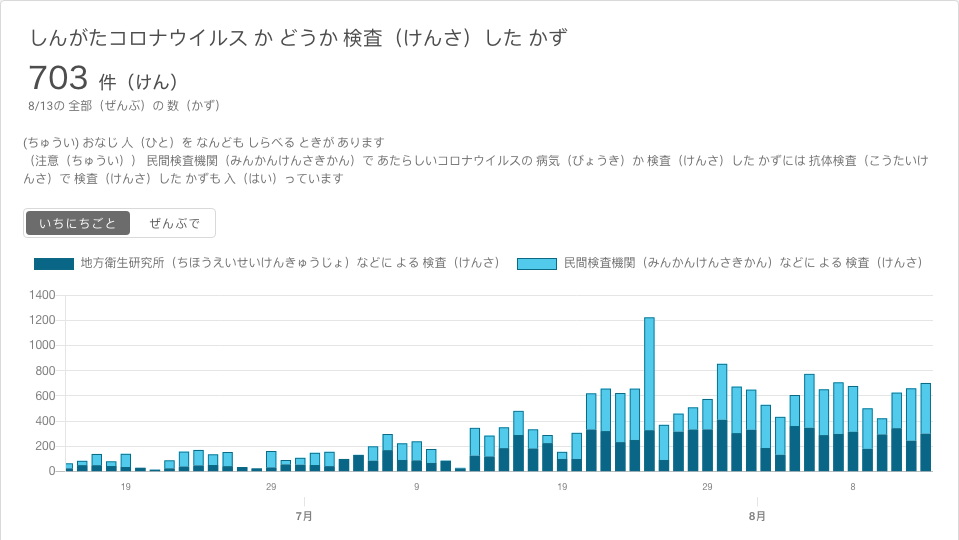 しんがたコロナウイルス か どうか 検査（けんさ）した かず
703 件（けん）
8/13の 全部（ぜんぶ）の 数（かず）
(ちゅうい) おなじ 人（ひと）を なんども しらべる ときが あります
（注意（ちゅうい）） 民間検査機関（みんかんけんさきかん）で あたらしいコロナウイルスの 病気（びょうき）か 検査（けんさ）した かずには 抗体検査（こうたいけ
んさ）で 検査（けんさ）した かずも 入（はい）っています
いちにちごと ぜんぶで
地方衛生研究所（ちほうえいせいけんきゅうじょ）などに よる 検査（けんさ） 民間検査機関（みんかんけんさきかん）などに よる 検査（けんさ）
1400
1200
1000
800
600
400
200
0
19 29 9 19 29 8
7月 8月